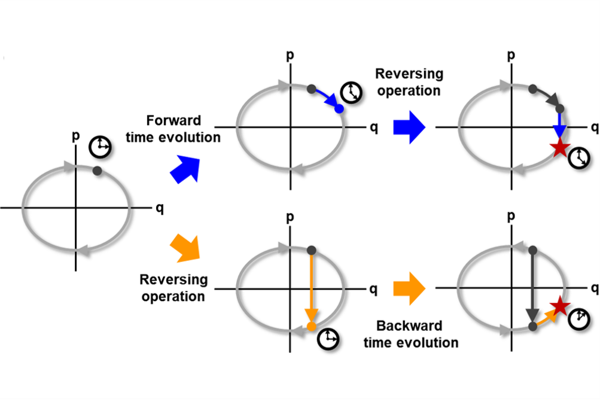 p
q
Forward
time evolution
p
q
Reversing
operation
p
q
Reversing
operation
p
q
Backward
time evolution
p
q